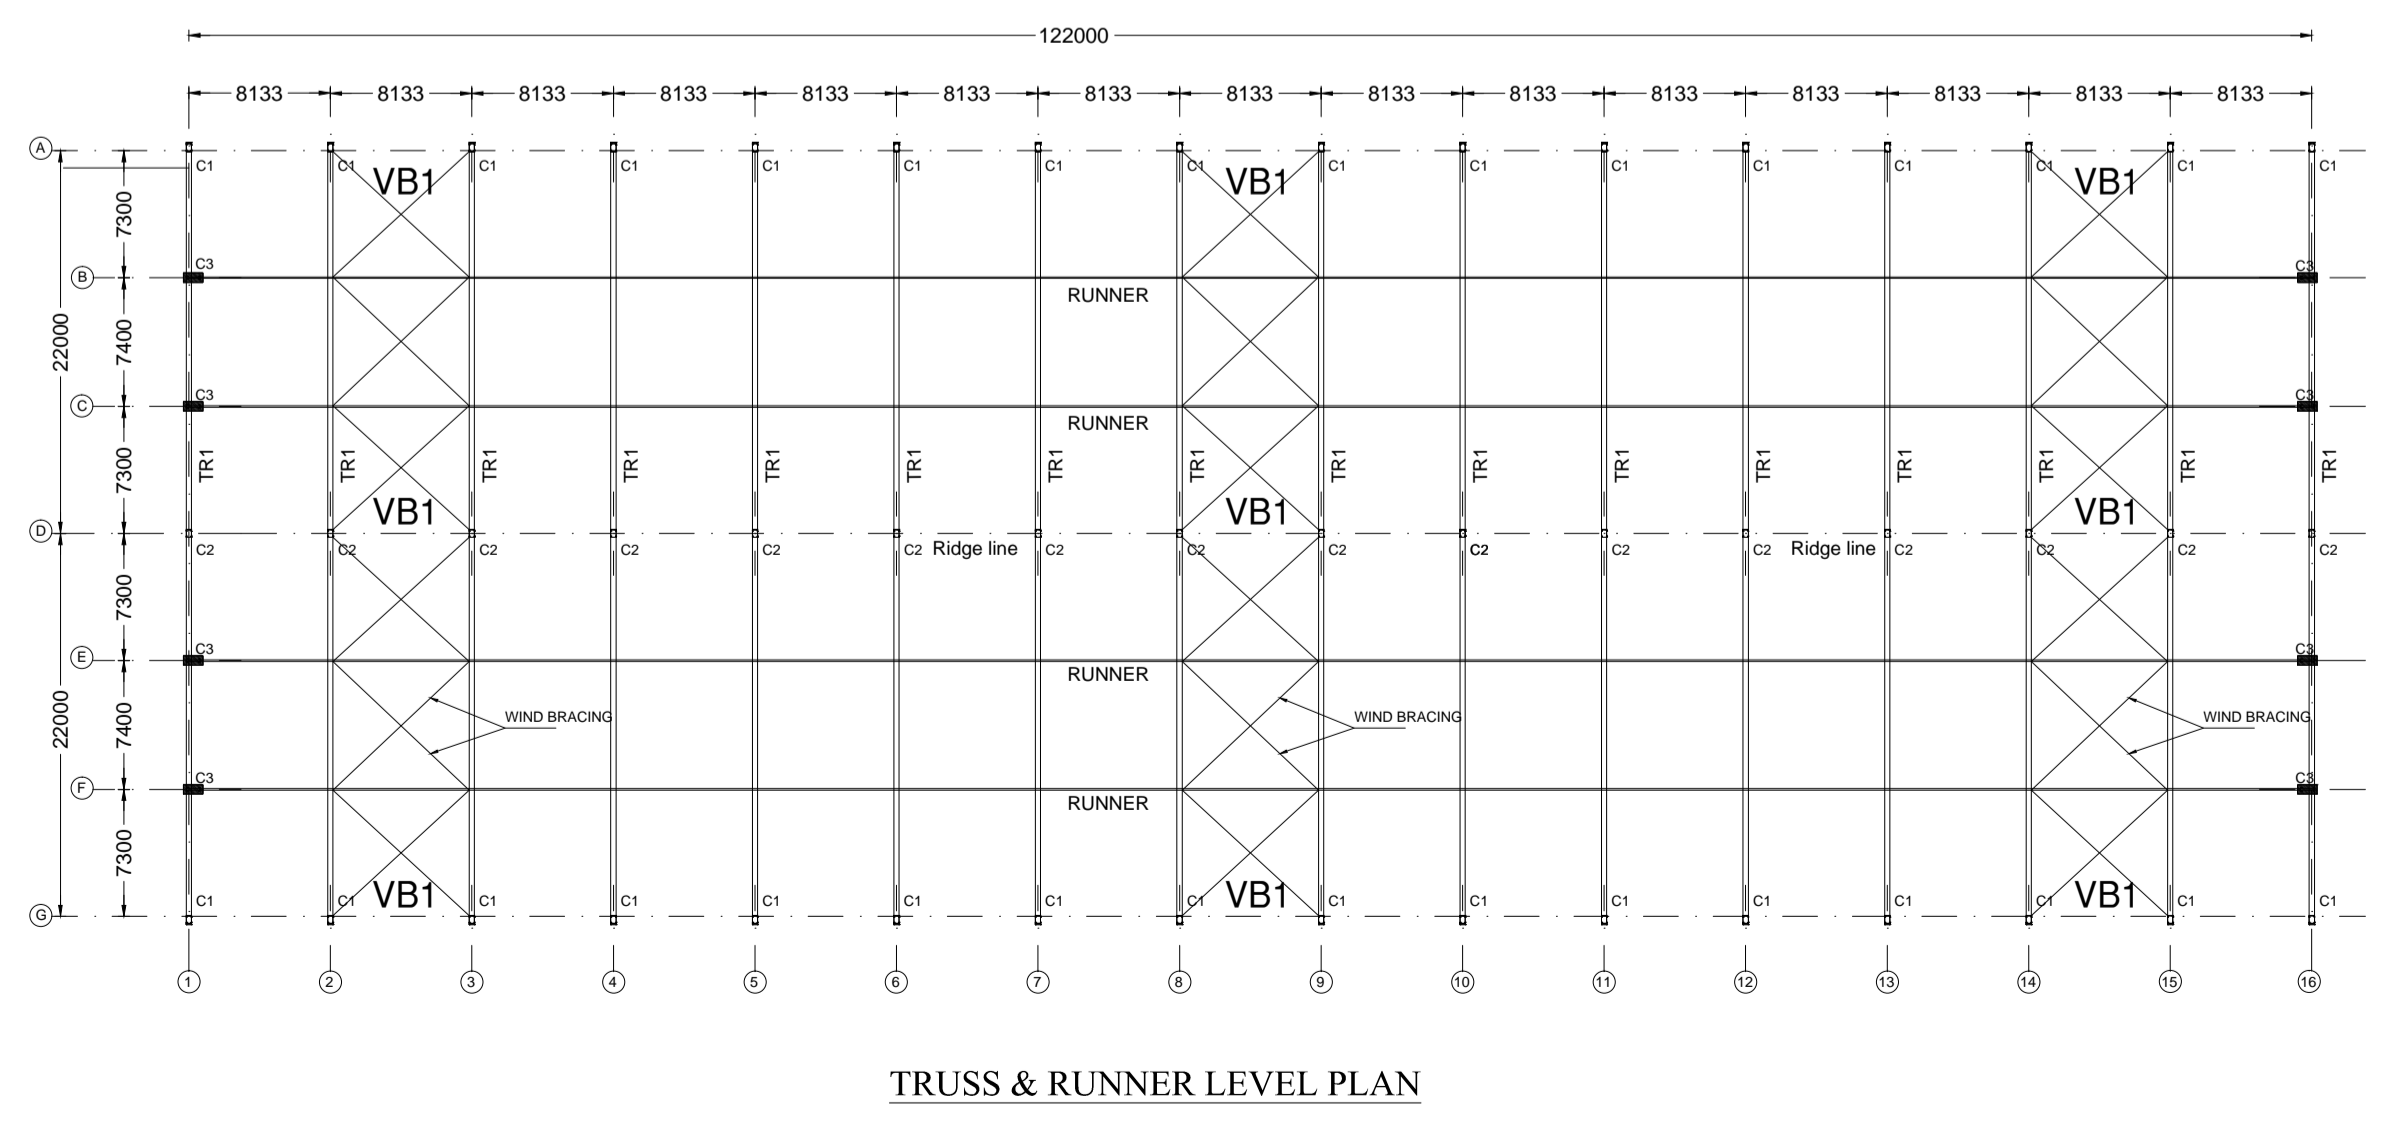 122000
8133 8133 8133 8133 8133 8133 8133 8133 8133 8133 8133 8133 8133 8133 8133
A
C1 C1 C1 C1 C1 C1 C1 C1 C1 C1 C1 C1 C1 C1 C1 C1
VB1 VB1 VB1
7300
B C3 C3
RUNNER
22000 7400
C C3 C3
RUNNER
7300
TR1 TR1 TR1 TR1 TR1 TR1 TR1 TR1 TR1 TR1 TR1 TR1 TR1 TR1 TR1 TR1
VB1 VB1 VB1
D
C2 C2 C2 C2 C2 C2 Ridge line C2 C2 C2 C2 C2 C2 Ridge line C2 C2 C2 C2
7300
E C3 C3
RUNNER
22000 7400
WIND BRACING WIND BRACING WIND BRACING
F C3 C3
RUNNER
7300
VB1 VB1 VB1
C1 C1 C1 C1 C1 C1 C1 C1 C1 C1 C1 C1 C1 C1 C1 C1
G
1 2 3 4 5 6 7 8 9 10 11 12 13 14 15 16
TRUSS & RUNNER LEVEL PLAN